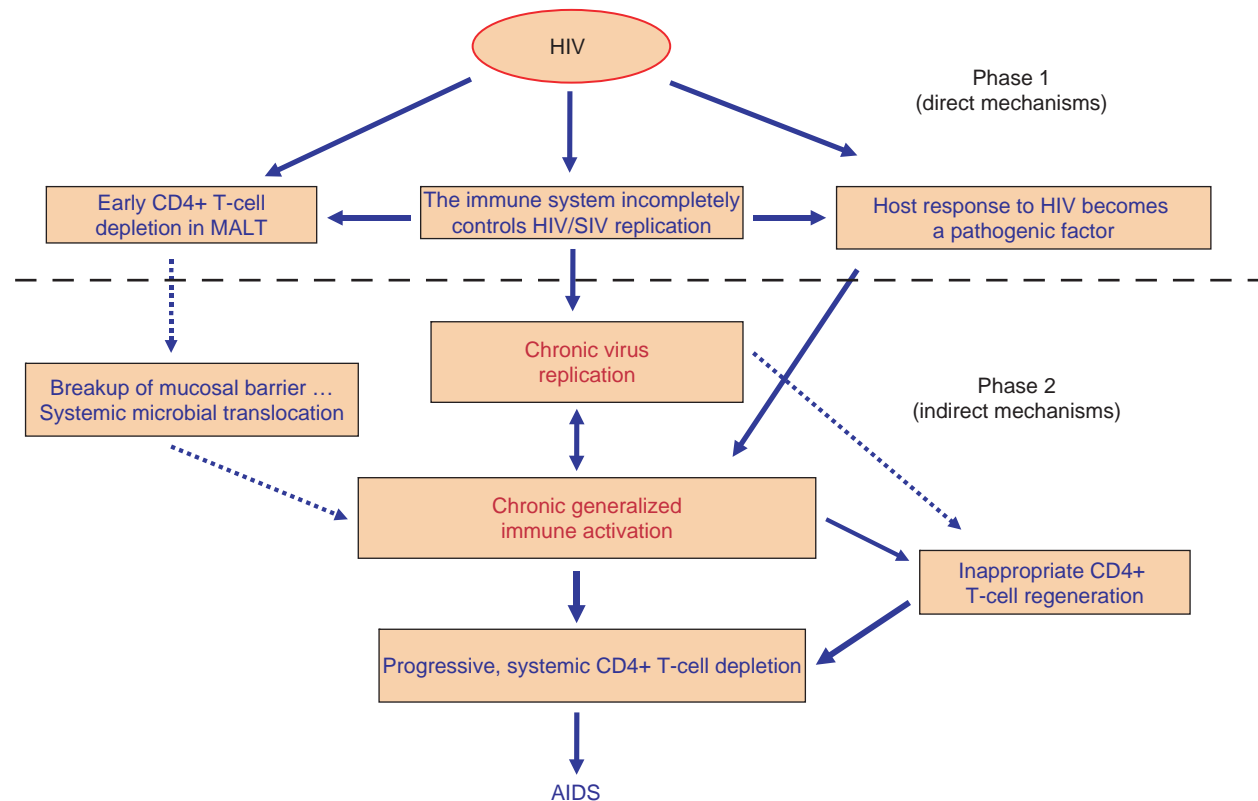 HIV
Phase 1
(direct mechanisms)
Early CD4+ T-cell
depletion in MALT
The immune system incompletely
controls HIV/SIV replication
Host response to HIV becomes
a pathogenic factor
Chronic virus
replication
Breakup of mucosal barrier ...
Systemic microbial translocation
Phase 2
(indirect mechanisms)
Chronic generalized
immune activation
Inappropriate CD4+
T-cell regeneration
Progressive, systemic CD4+ T-cell depletion
AIDS